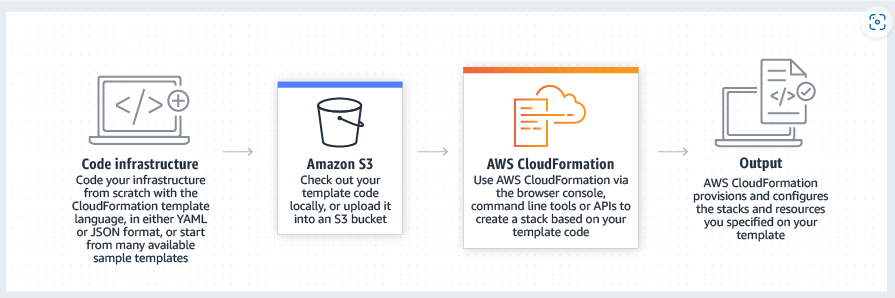 </>
Code infrastructure
Code your infrastructure
from scratch with the
CloudFormation template
language, in either YAML
or JSON format, or start
from many available
sample templates
Amazon S3
Check out your
template code
locally, or upload it
into an S3 bucket
AWS CloudFormation
Use AWS CloudFormation via
the browser console,
command line tools or APIs to
create a stack based on your
template code
</>
Output
AWS CloudFormation
provisions and configures
the stacks and resources
you specified on your
template